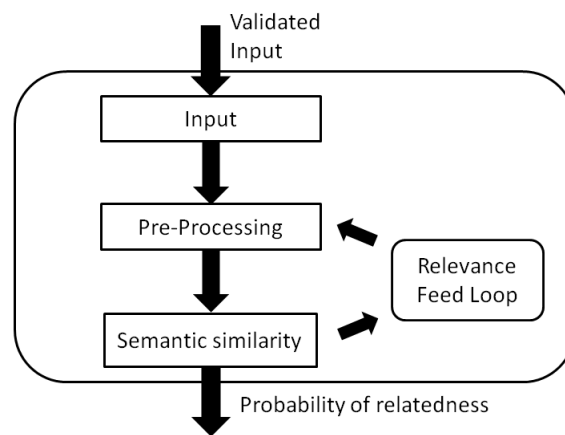 Validated
Input
Input
Pre-Processing
Relevance
Feed Loop
Semantic similarity
Probability of relatedness